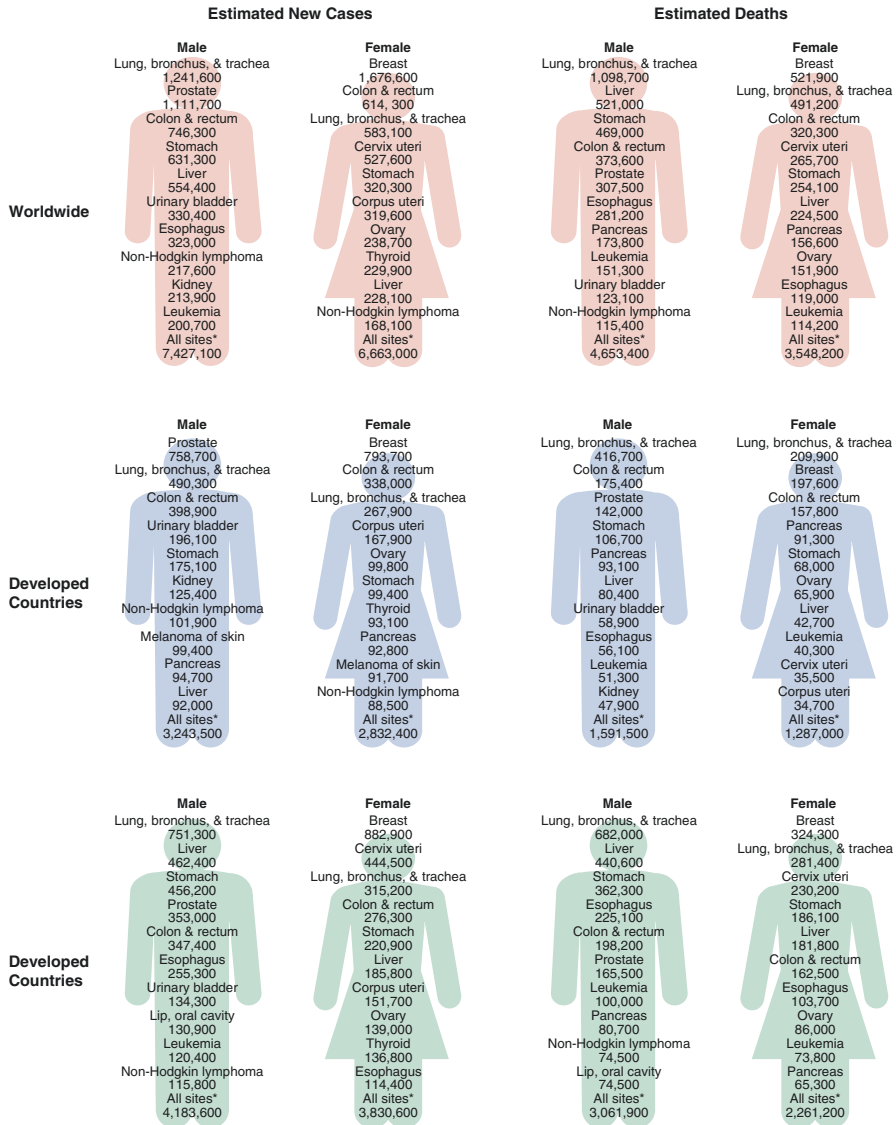 Estimated New Cases
Estimated Deaths
Worldwide
Male
Lung, bronchus, & trachea
1,241,600
Prostate
1,111,700
Colon & rectum
746,300
Stomach
631,300
Liver
554,400
Urinary bladder
330,400
Esophagus
323,000
Non-Hodgkin lymphoma
217,600
Kidney
213,900
Leukemia
200,700
All sites*
7,427,100
Female
Breast
1,676,600
Colon & rectum
614, 300
Lung, bronchus, & trachea
583,100
Cervix uteri
527,600
Stomach
320,300
Corpus uteri
319,600
Ovary
238,700
Thyroid
229,900
Liver
228,100
Non-Hodgkin lymphoma
168,100
All sites*
6,663,000
Male
Lung, bronchus, & trachea
1,098,700
Liver
521,000
Stomach
469,000
Colon & rectum
373,600
Prostate
307,500
Esophagus
281,200
Pancreas
173,800
Leukemia
151,300
Urinary bladder
123,100
Non-Hodgkin lymphoma
115,400
All sites*
4,653,400
Female
Breast
521,900
Lung, bronchus, & trachea
491,200
Colon & rectum
320,300
Cervix uteri
265,700
Stomach
254,100
Liver
224,500
Pancreas
156,600
Ovary
151,900
Esophagus
119,000
Leukemia
114,200
All sites*
3,548,200
Developed
Countries
Male
Prostate
758,700
Lung, bronchus, & trachea
490,300
Colon & rectum
398,900
Urinary bladder
196,100
Stomach
175,100
Kidney
125,400
Non-Hodgkin lymphoma
101,900
Melanoma of skin
99,400
Pancreas
94,700
Liver
92,000
All sites*
3,243,500
Female
Breast
793,700
Colon & rectum
338,000
Lung, bronchus, & trachea
267,900
Corpus uteri
167,900
Ovary
99,800
Stomach
99,400
Thyroid
93,100
Pancreas
92,800
Melanoma of skin
91,700
Non-Hodgkin lymphoma
88,500
All sites*
2,832,400
Male
Lung, bronchus, & trachea
416,700
Colon & rectum
175,400
Prostate
142,000
Stomach
106,700
Pancreas
93,100
Liver
80,400
Urinary bladder
58,900
Esophagus
56,100
Leukemia
51,300
Kidney
47,900
All sites*
1,591,500
Female
Lung, bronchus, & trachea
209,900
Breast
197,600
Colon & rectum
157,800
Pancreas
91,300
Stomach
68,000
Ovary
65,900
Liver
42,700
Leukemia
40,300
Cervix uteri
35,500
Corpus uteri
34,700
All sites*
1,287,000
Developed
Countries
Male
Lung, bronchus, & trachea
751,300
Liver
462,400
Stomach
456,200
Prostate
353,000
Colon & rectum
347,400
Esophagus
255,300
Urinary bladder
134,300
Lip, oral cavity
130,900
Leukemia
120,400
Non-Hodgkin lymphoma
115,800
All sites*
4,183,600
Female
Breast
882,900
Cervix uteri
444,500
Lung, bronchus, & trachea
315,200
Colon & rectum
276,300
Stomach
220,900
Liver
185,800
Corpus uteri
151,700
Ovary
139,000
Thyroid
136,800
Esophagus
114,400
All sites*
3,830,600
Male
Lung, bronchus, & trachea
682,000
Liver
440,600
Stomach
362,300
Esophagus
225,100
Colon & rectum
198,200
Prostate
165,500
Leukemia
100,000
Pancreas
80,700
Non-Hodgkin lymphoma
74,500
Lip, oral cavity
74,500
All sites*
3,061,900
Female
Breast
324,300
Lung, bronchus, & trachea
281,400
Cervix uteri
230,200
Stomach
186,100
Liver
181,800
Colon & rectum
162,500
Esophagus
103,700
Ovary
86,000
Leukemia
73,800
Pancreas
65,300
All sites*
2,261,200